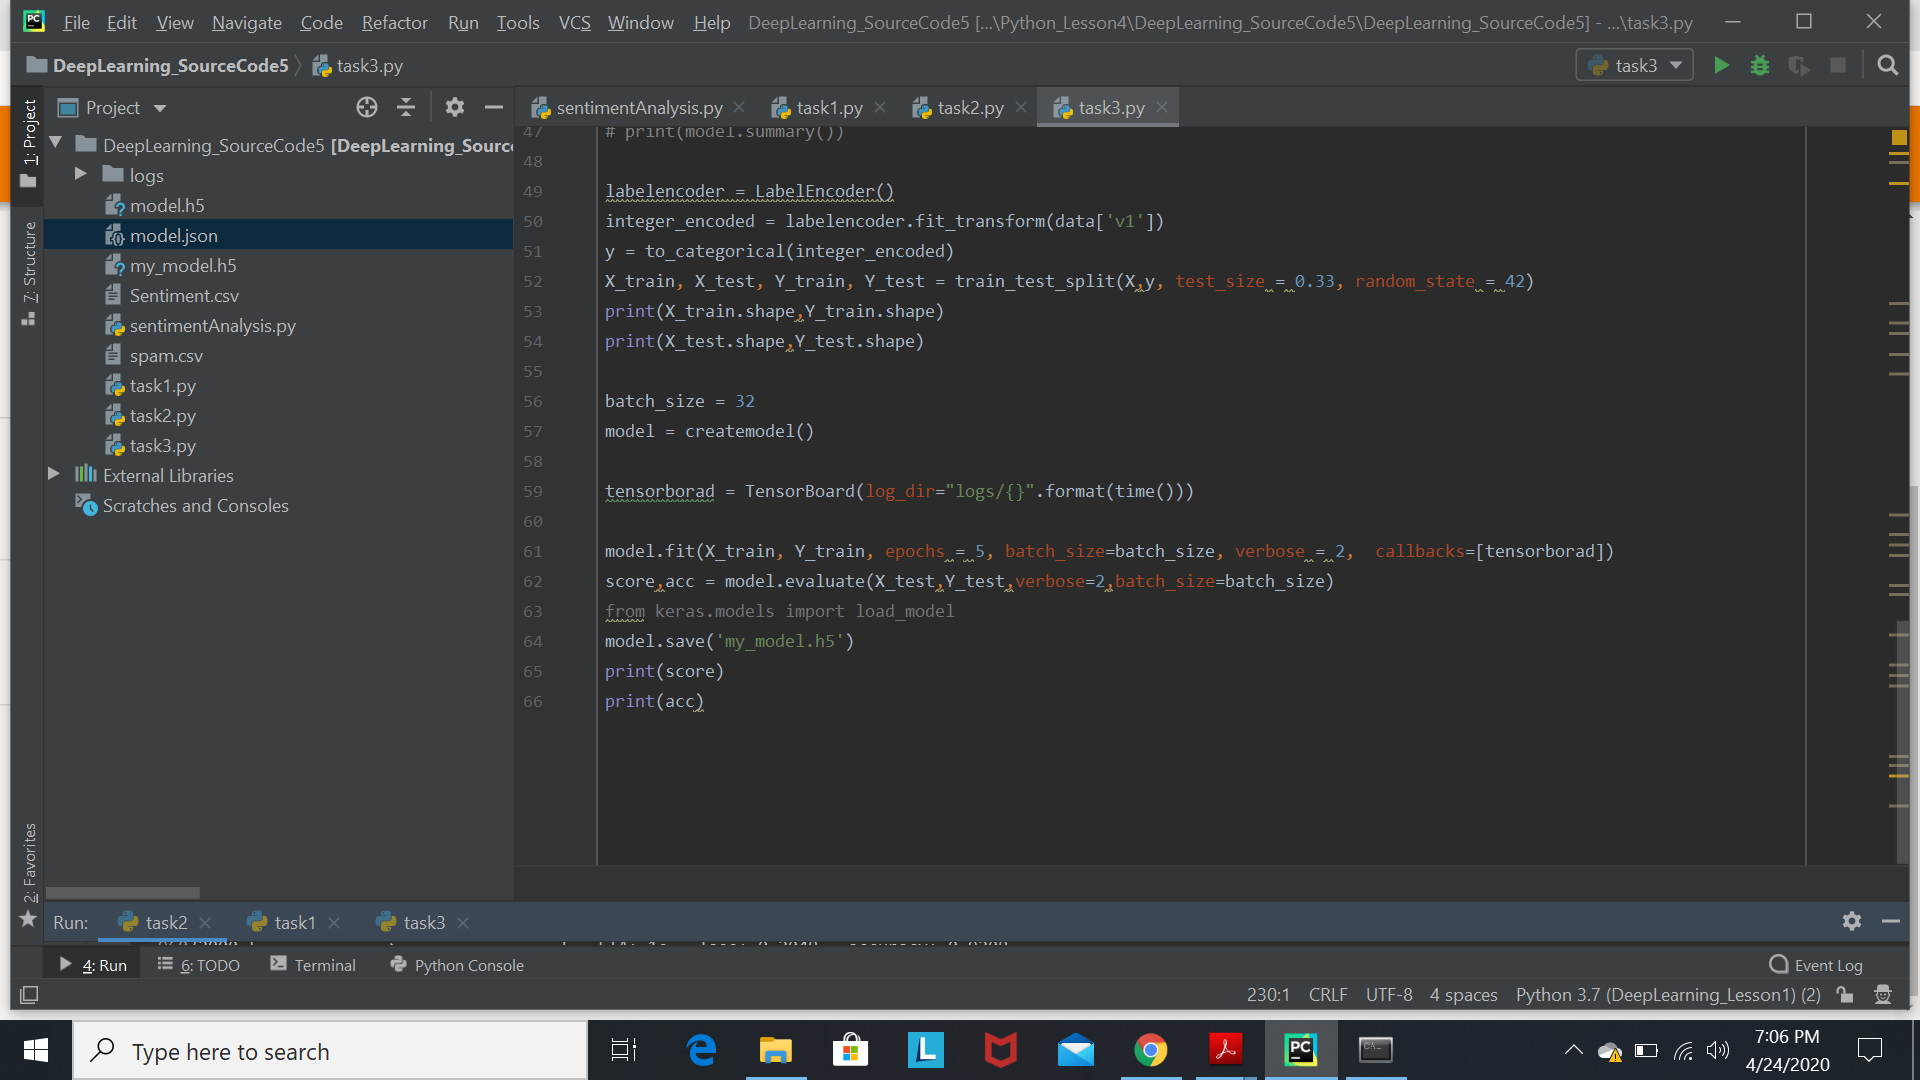 PC File Edit View Navigate Code Refactor Run Tools VCS Window Help DeepLearning_SourceCode5 [...\Python_Lesson4\DeepLearning_SourceCode5\DeepLearning_SourceCode5] - ...\task3.py
DeepLearning_SourceCode5 task3.py task3
1: Project
7: Structure
2: Favorites
Project
DeepLearning_SourceCode5 [DeepLearning_Source
logs
model.h5
model.json
my_model.h5
Sentiment.csv
sentimentAnalysis.py
spam.csv
task1.py
task2.py
task3.py
External Libraries
Scratches and Consoles
sentimentAnalysis.py task1.py task2.py task3.py
47 # print(model.summary())
48
49 labelencoder = LabelEncoder()
50 integer_encoded = labelencoder.fit_transform(data['v1'])
51 y = to_categorical(integer_encoded)
52 X_train, X_test, Y_train, Y_test = train_test_split(X,y, test_size = 0.33, random_state = 42)
53 print(X_train.shape,Y_train.shape)
54 print(X_test.shape,Y_test.shape)
55
56 batch_size = 32
57 model = createmodel()
58
59 tensorborad = TensorBoard(log_dir="logs/{}".format(time()))
60
61 model.fit(X_train, Y_train, epochs = 5, batch_size=batch_size, verbose = 2,  callbacks=[tensorborad])
62 score,acc = model.evaluate(X_test,Y_test,verbose=2,batch_size=batch_size)
63 from keras.models import load_model
64 model.save('my_model.h5')
65 print(score)
66 print(acc)
Run: task2 task1 task3
4: Run 6: TODO Terminal Python Console Event Log
230:1 CRLF UTF-8 4 spaces Python 3.7 (DeepLearning_Lesson1) (2)
Type here to search
L
PC
C:\_
7:06 PM
4/24/2020